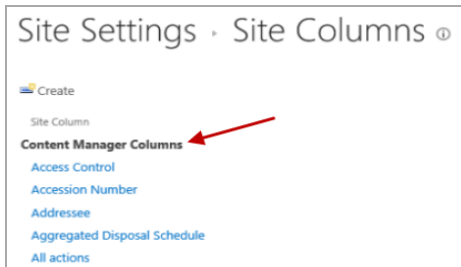 Site Settings › Site Columns
Create
Site Column
Content Manager Columns
Access Control
Accession Number
Addressee
Aggregated Disposal Schedule
All actions